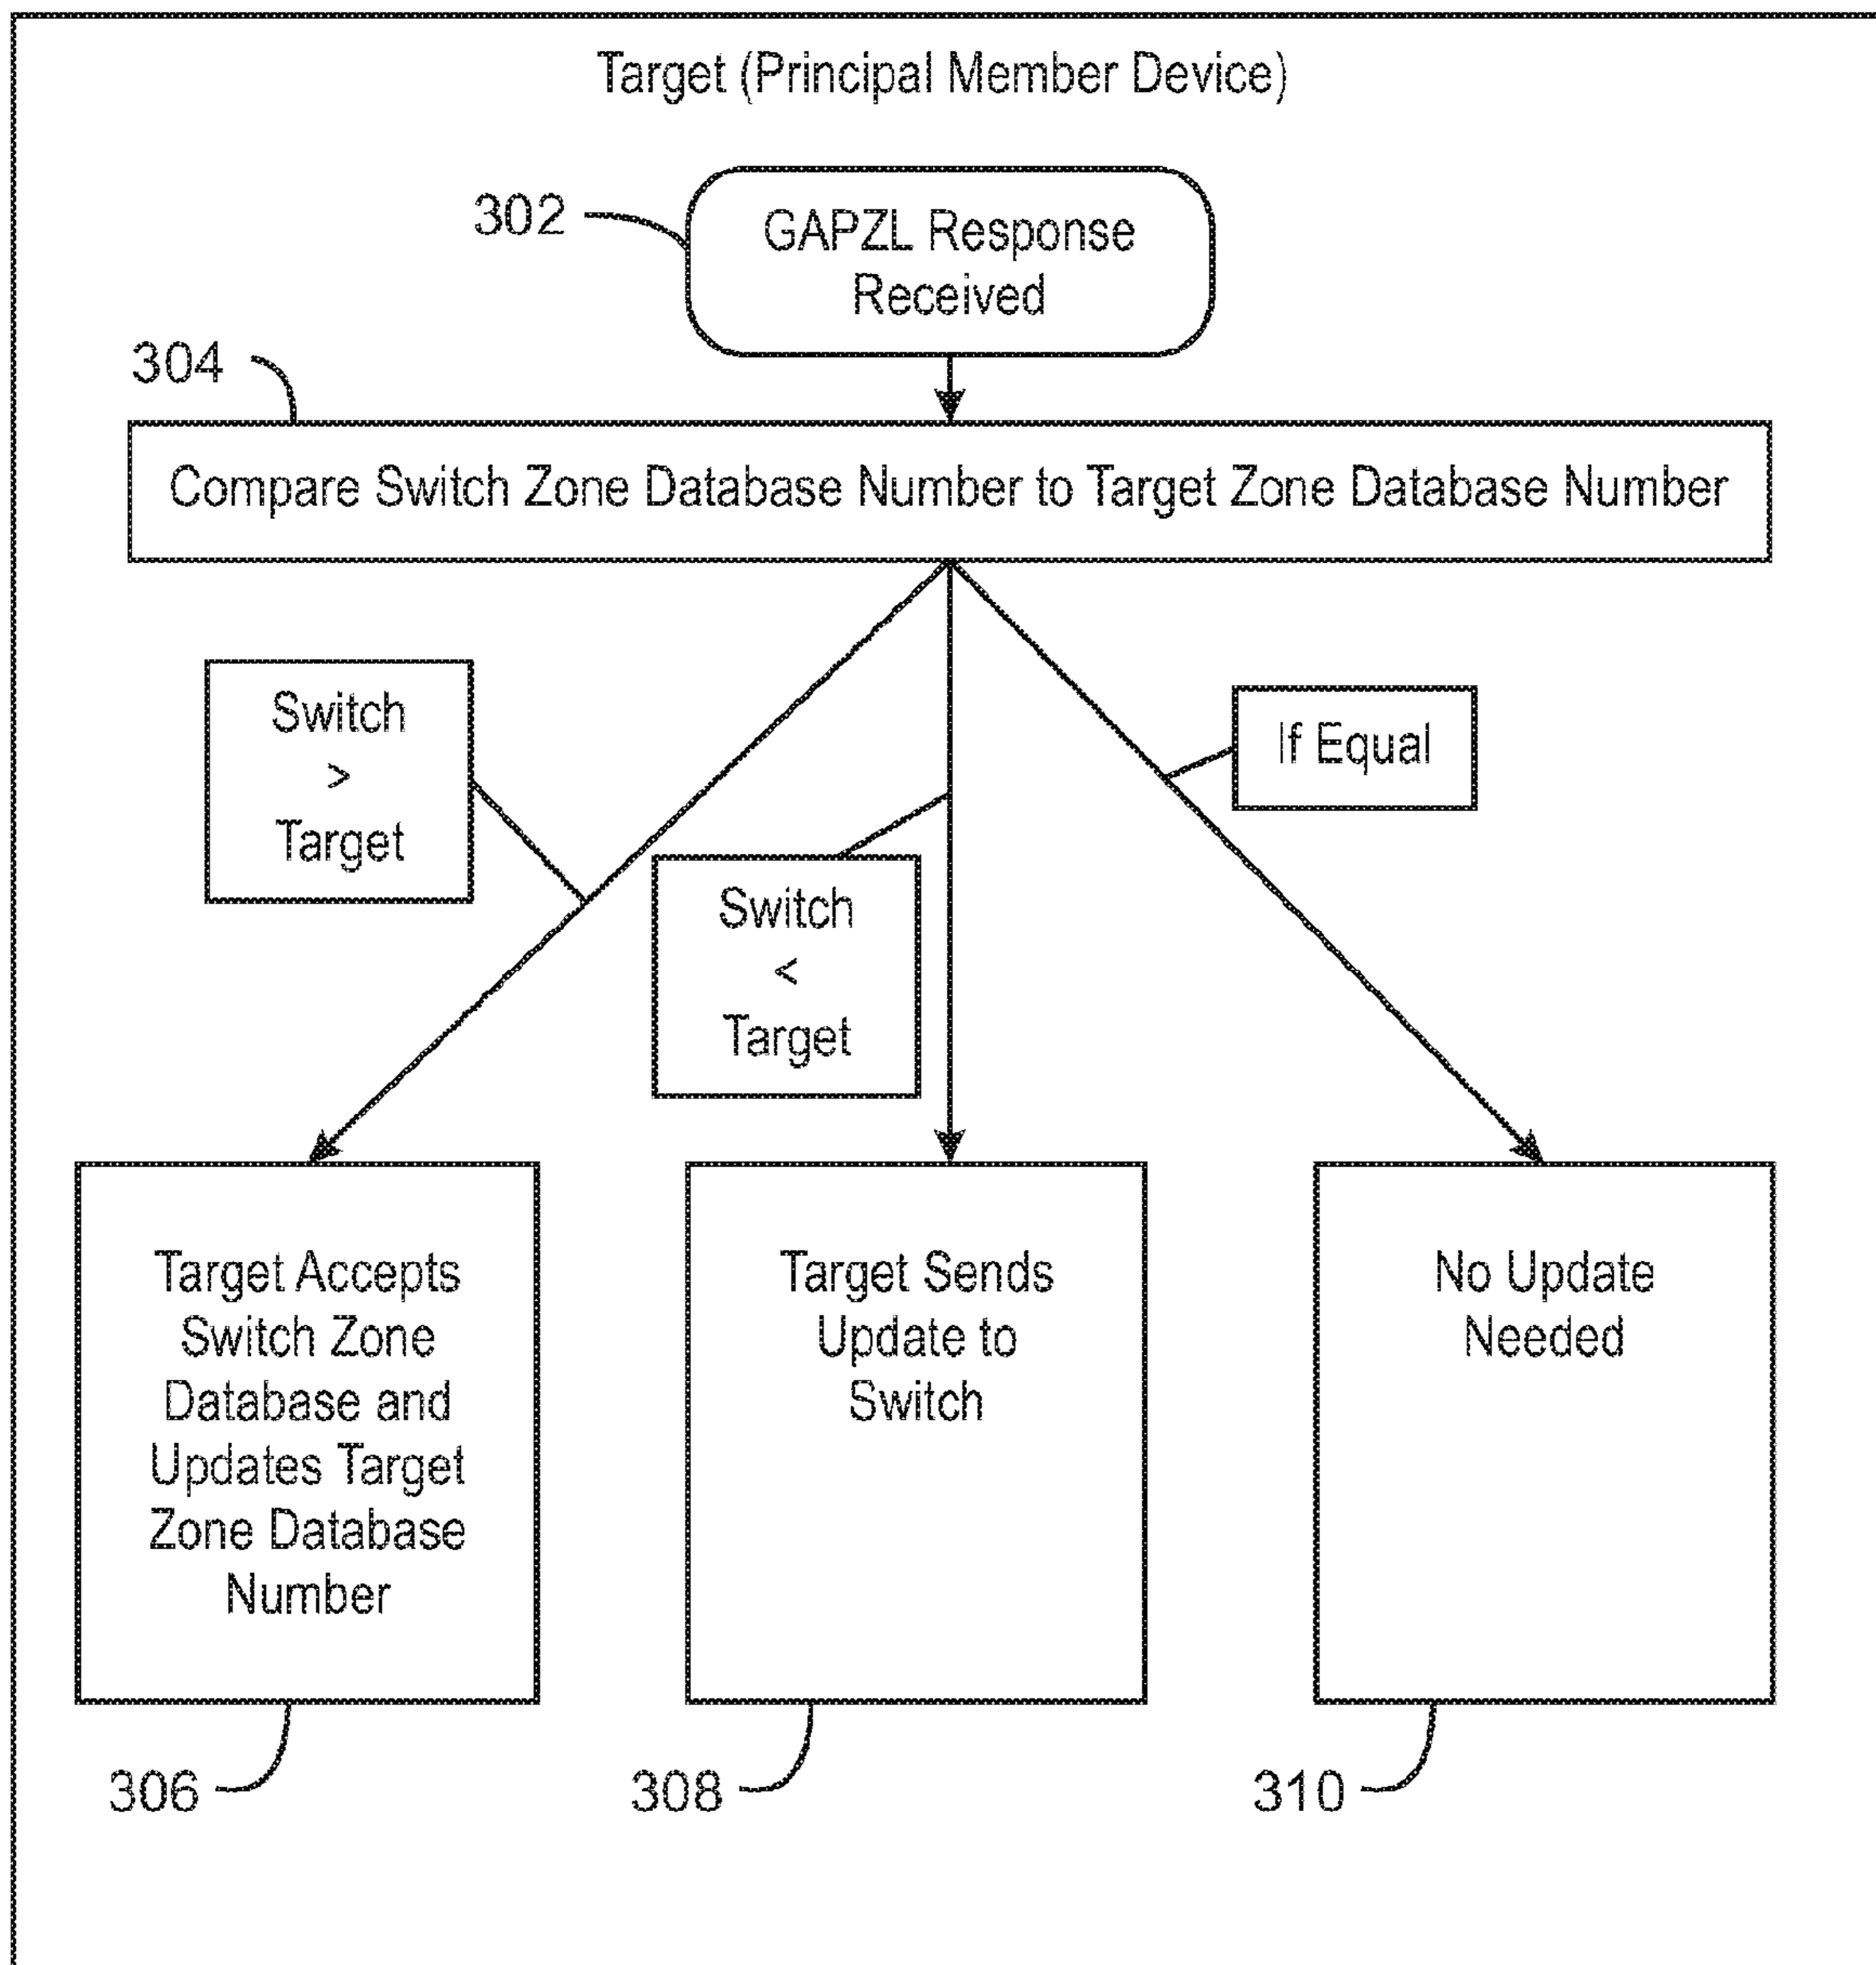 Target (Principal Member Device)
302
GAPZL Response
Received
304
Compare Switch Zone Database Number to Target Zone Database Number
Switch
>
Target
If Equal
Switch
<
Target
Target Accepts
Switch Zone
Database and
Updates Target
Zone Database
Number
Target Sends
Update to
Switch
No Update
Needed
306
308
310